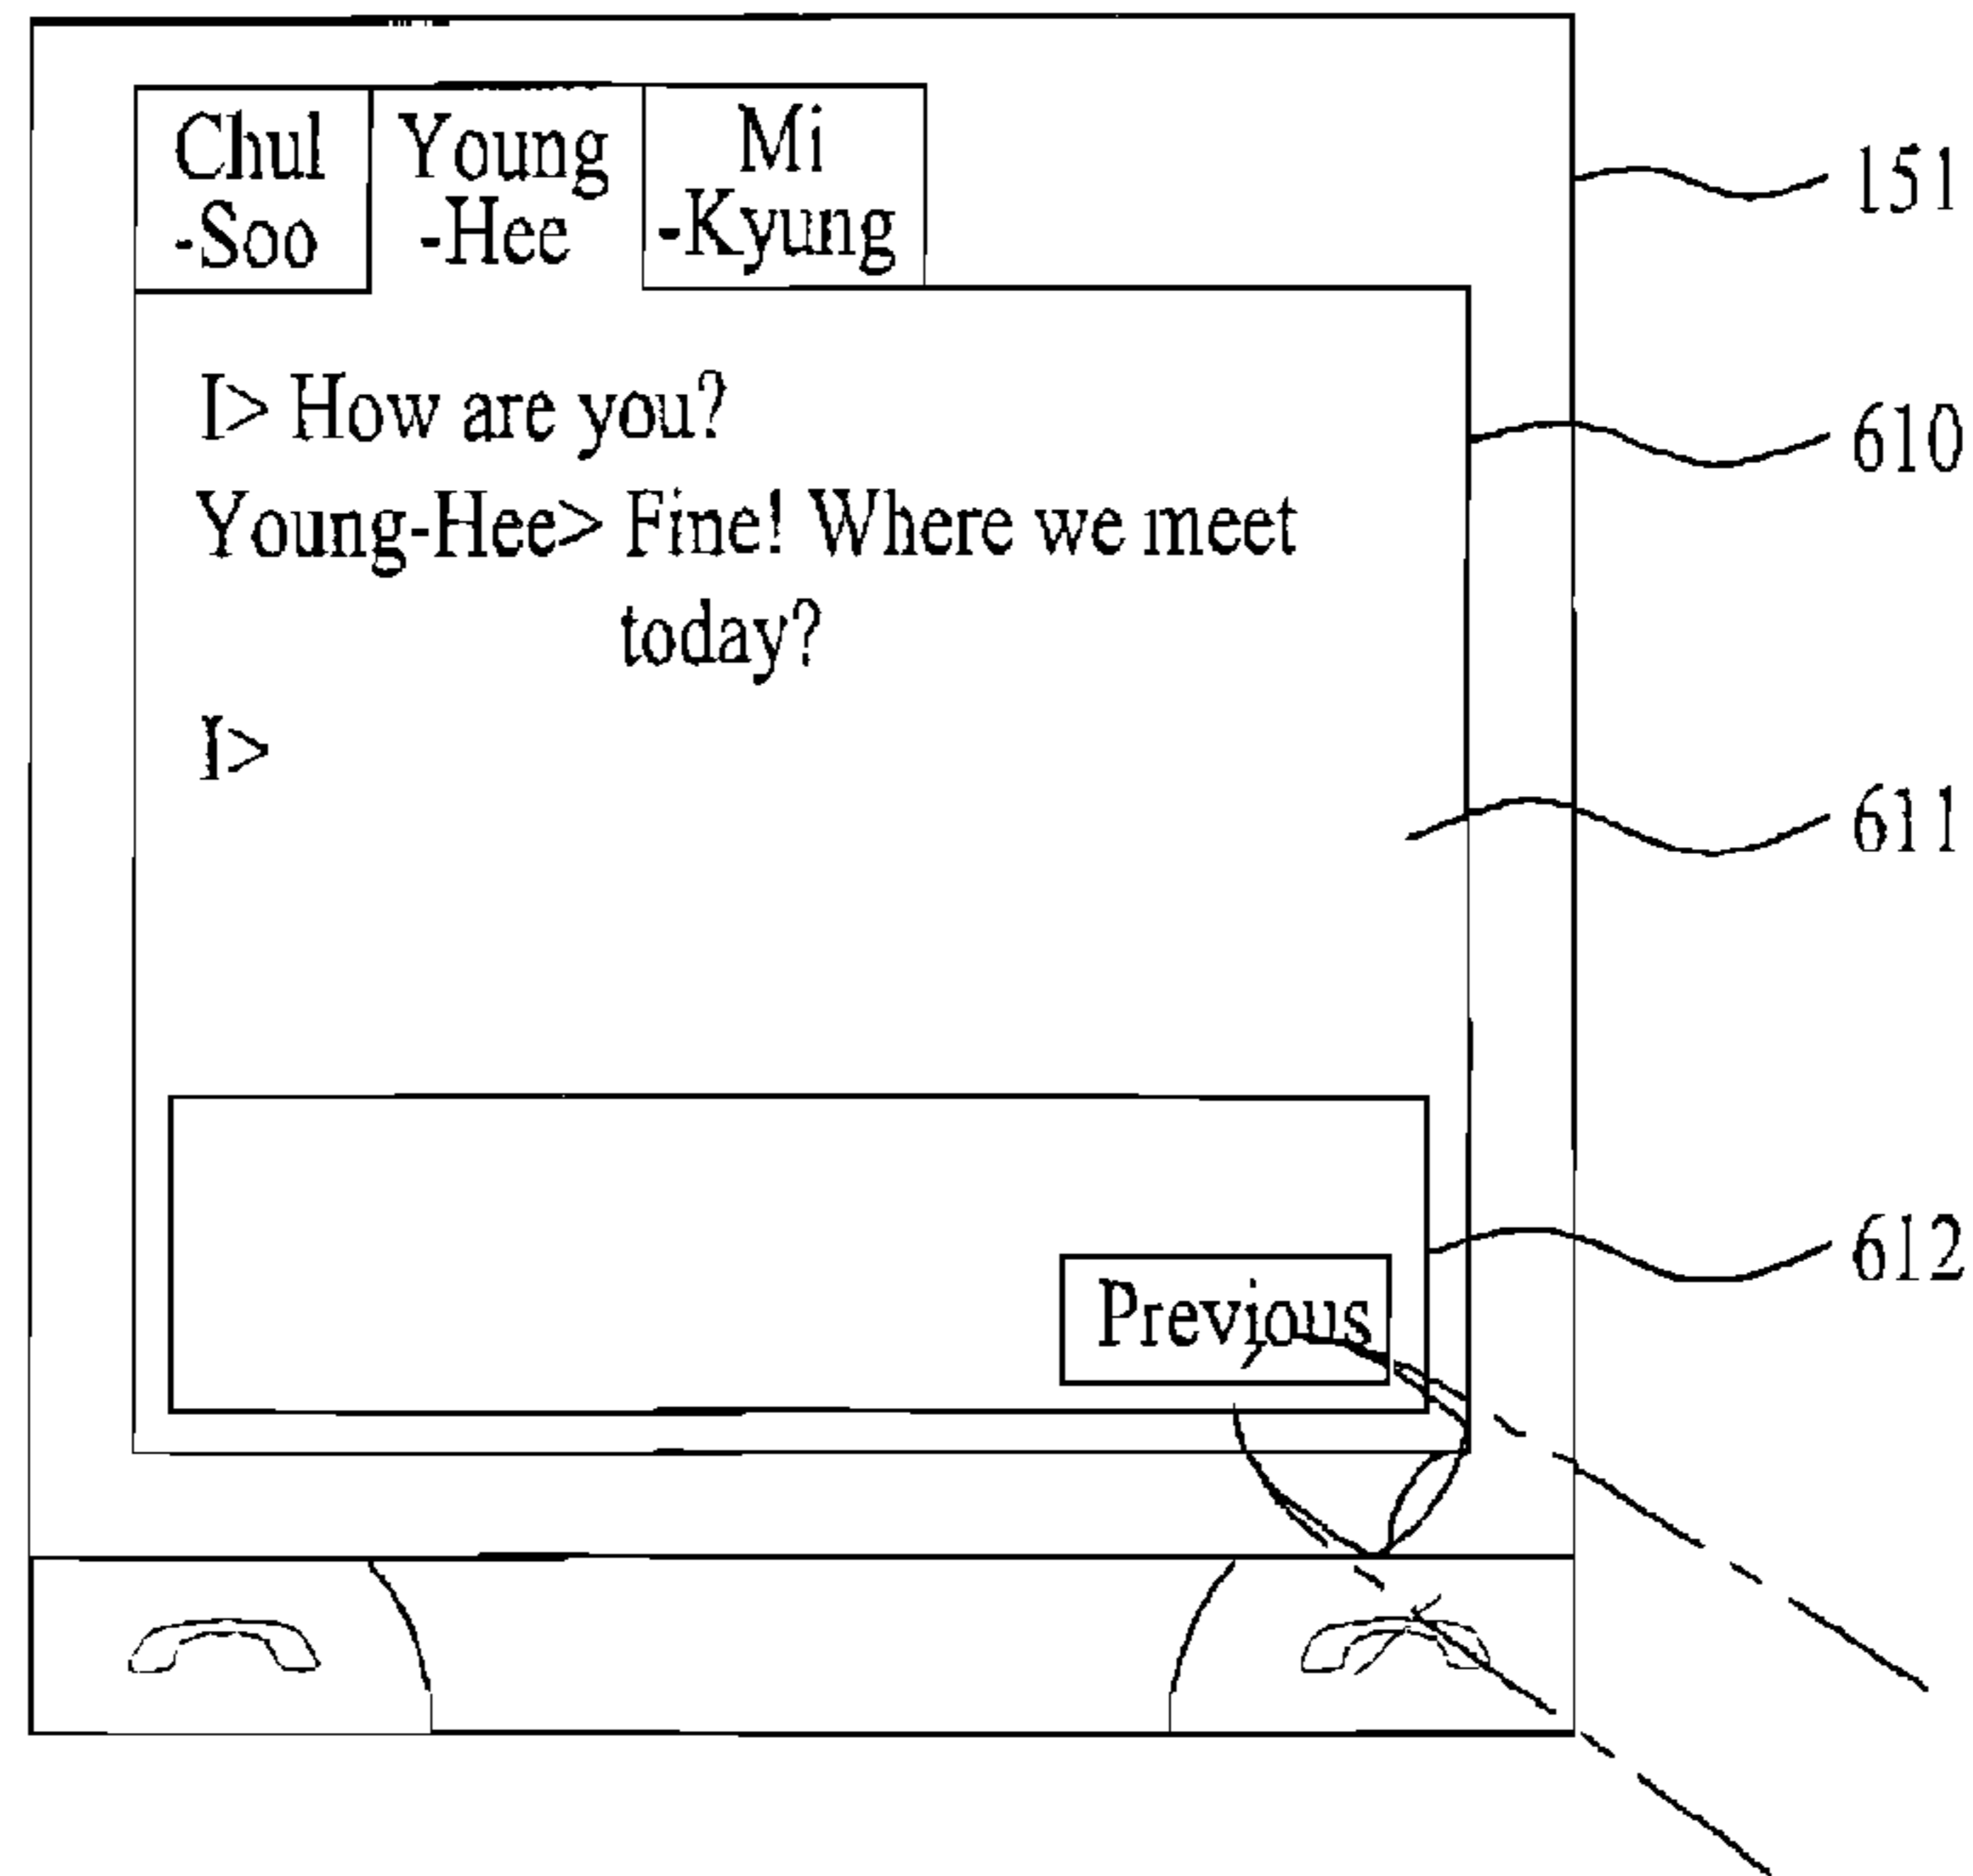 Chul
-Soo
Young
-Hee
Mi
-Kyung
151
I> How are you?
610
Young-Hee> Fine! Where we meet
today?
I>
611
612
Previous